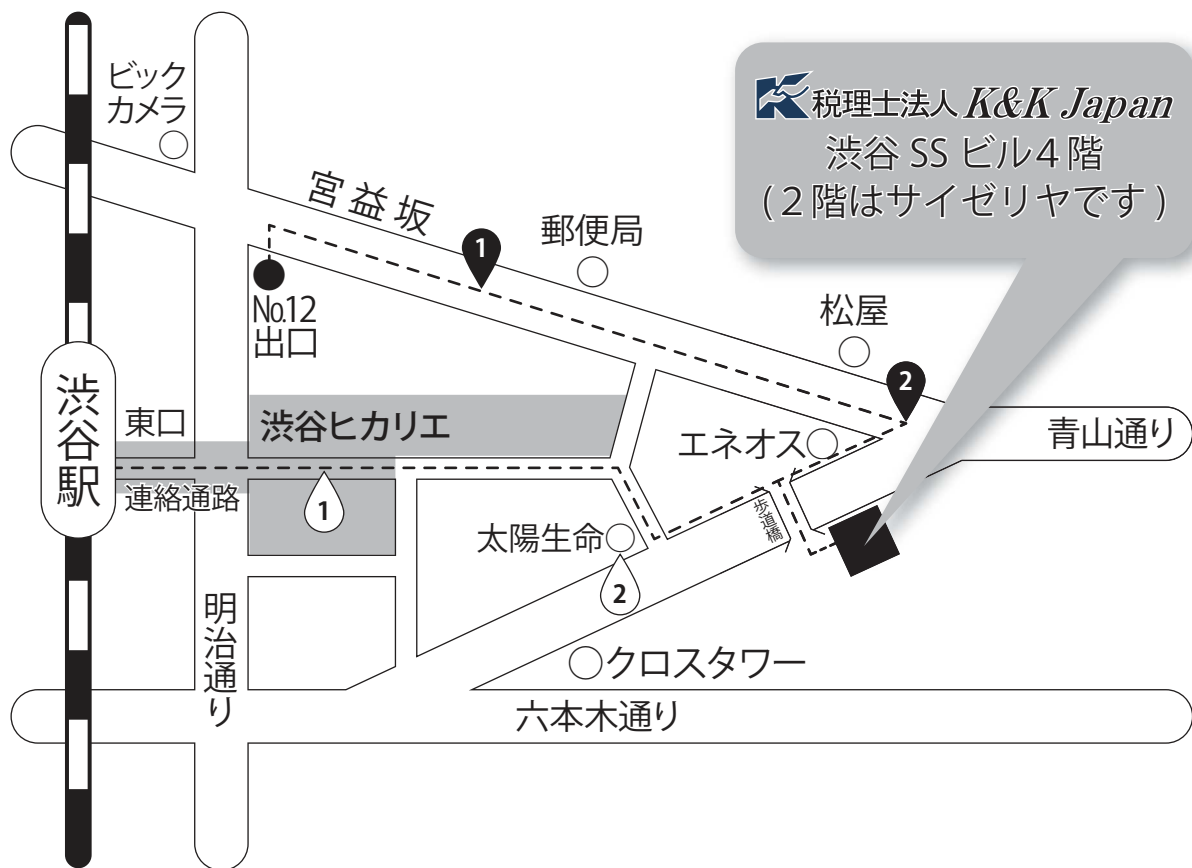 ビック
カメラ
宮益坂
郵便局
税理士法人 K&K Japan
渋谷 SS ビル４階
(２階はサイゼリヤです)
1
No.12
出口
松屋
2
渋谷駅
東口
渋谷ヒカリエ
エネオス
青山通り
連絡通路
1
太陽生命
歩道橋
2
明治通り
クロスタワー
六本木通り